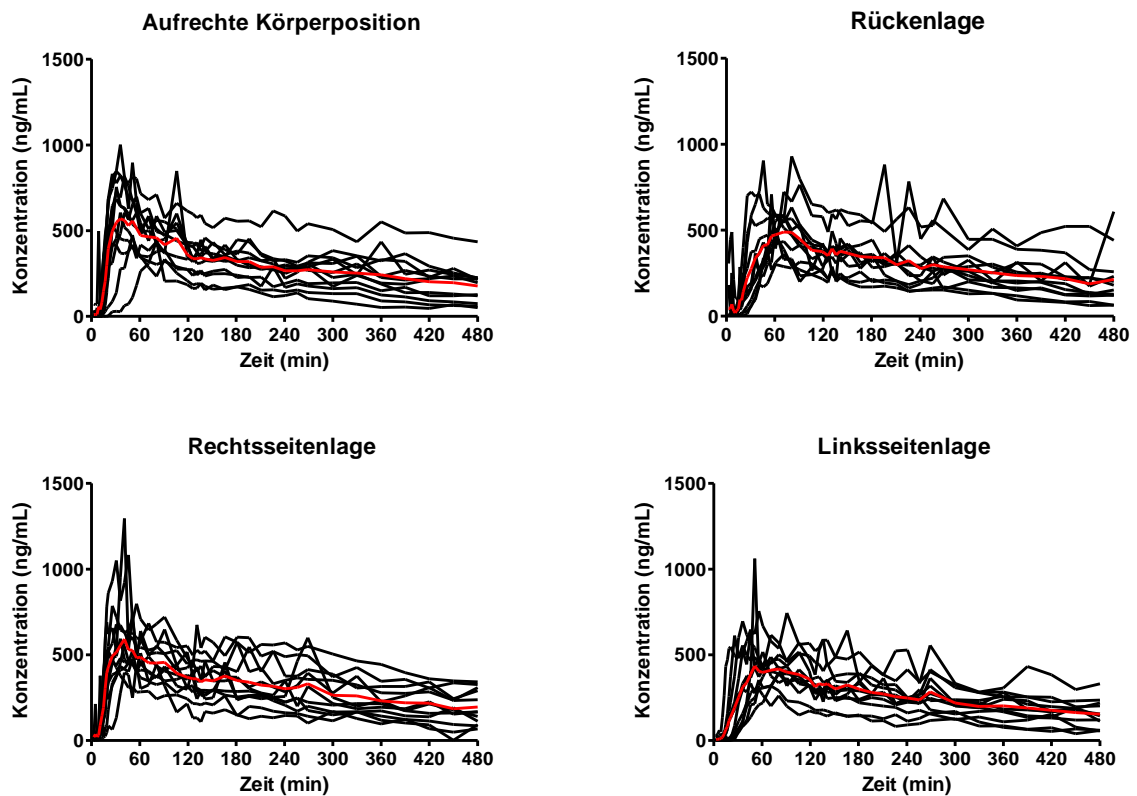 Aufrechte Körperposition
1500
1000
500
0
Konzentration (ng/mL)
0 60 120 180 240 300 360 420 480
Zeit (min)
Rückenlage
1500
1000
500
0
Konzentration (ng/mL)
0 60 120 180 240 300 360 420 480
Zeit (min)
Rechtsseitenlage
1500
1000
500
0
Konzentration (ng/mL)
0 60 120 180 240 300 360 420 480
Zeit (min)
Linksseitenlage
1500
1000
500
0
Konzentration (ng/mL)
0 60 120 180 240 300 360 420 480
Zeit (min)